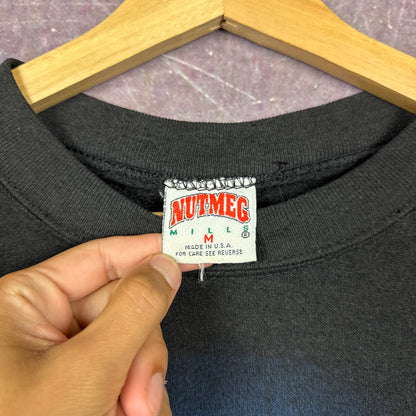 NUTMEG
MILLS ®
M
MADE IN U.S.A.
FOR CARE SEE REVERSE